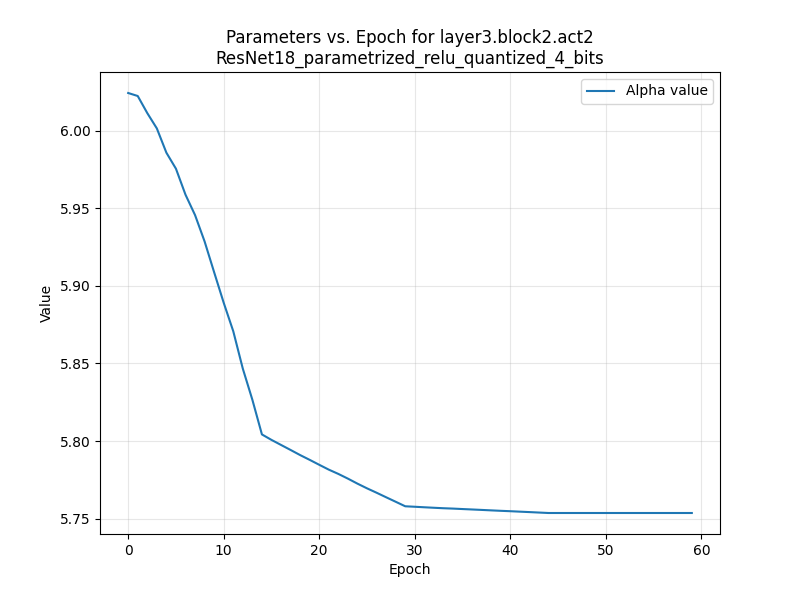 Parameters vs. Epoch for layer3.block2.act2
ResNet18_parametrized_relu_quantized_4_bits
Alpha value
6.00
5.95
5.90
5.85
5.80
5.75
Value
0 10 20 30 40 50 60
Epoch